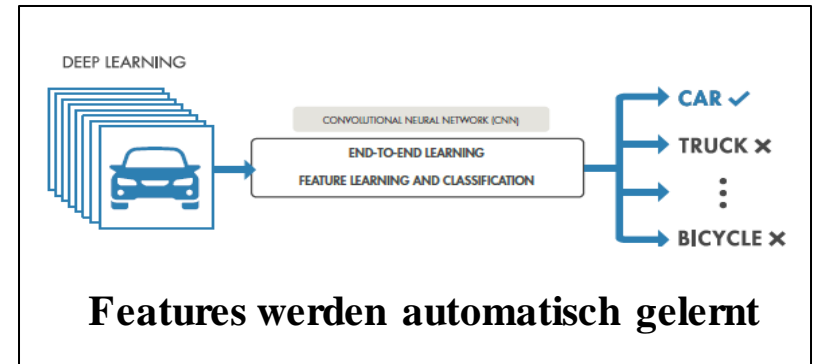 DEEP LEARNING
CONVOLUTIONAL NEURAL NETWORK (CNN)
END-TO-END LEARNING
FEATURE LEARNING AND CLASSIFICATION
CAR ✓
TRUCK ✕
⋮
BICYCLE ✕
Features werden automatisch gelernt